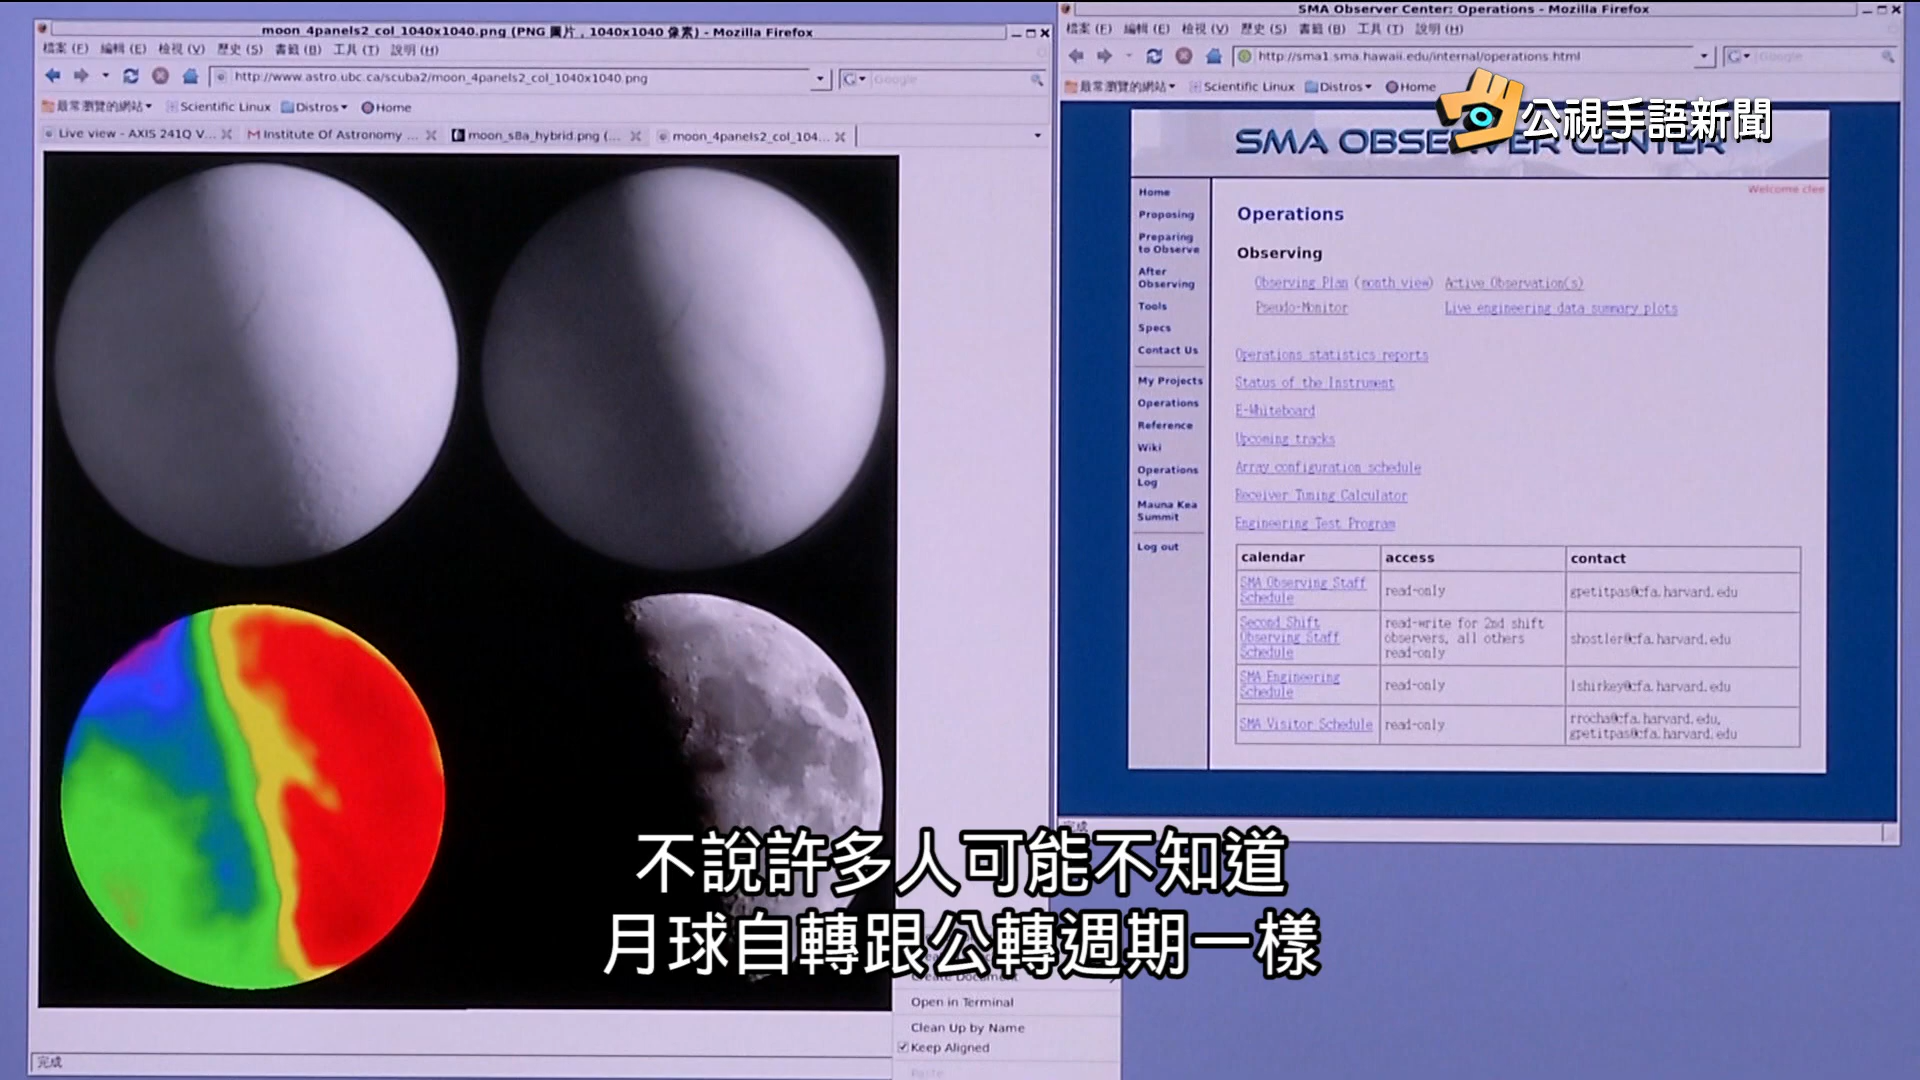 moon_4panels2_col_1040x1040.png (PNG 圖片, 1040x1040 像素) - Mozilla Firefox
檔案 (F) 編輯 (E) 檢視 (V) 歷史 (S) 書籤 (B) 工具 (T) 說明 (H)
http://www.astro.ubc.ca/scuba2/moon_4panels2_col_1040x1040.png
Google
最常瀏覽的網站 Scientific Linux Distros Home
Live view - AXIS 241Q V... Institute Of Astronomy ... moon_s8a_hybrid.png (... moon_4panels2_col_104...
完成
SMA Observer Center: Operations - Mozilla Firefox
檔案 (F) 編輯 (E) 檢視 (V) 歷史 (S) 書籤 (B) 工具 (T) 說明 (H)
http://sma1.sma.hawaii.edu/internal/operations.html
Google
最常瀏覽的網站 Scientific Linux Distros Home
公視手語新聞
SMA OBSERVER CENTER
Welcome clee
Home
Proposing
Preparing
to Observe
After
Observing
Tools
Specs
Contact Us
My Projects
Operations
Reference
Wiki
Operations
Log
Mauna Kea
Summit
Log out
Operations
Observing
Observing Plan (month view) Active Observation(s)
Pseudo-Monitor Live engineering data summary plots
Operations statistics reports
Status of the Instrument
E-Whiteboard
Upcoming tracks
Array configuration schedule
Receiver Tuning Calculator
Engineering Test Program
calendar access contact
SMA Observing Staff
Schedule
read-only
gpetitpas@cfa.harvard.edu
Second Shift
Observing Staff
Schedule
read-write for 2nd shift
observers, all others
read-only
shostler@cfa.harvard.edu
SMA Engineering
Schedule
read-only
lshirkey@cfa.harvard.edu
SMA Visitor Schedule
read-only
rrocha@cfa.harvard.edu,
gpetitpas@cfa.harvard.edu
完成
不說許多人可能不知道
月球自轉跟公轉週期一樣
Create Document
Open in Terminal
Clean Up by Name
Keep Aligned
Paste